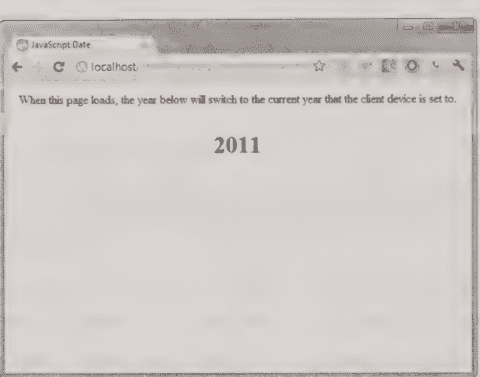 JavaScript Date
localhost
When this page loads, the year below will switch to the current year that the client device is set to.
2011